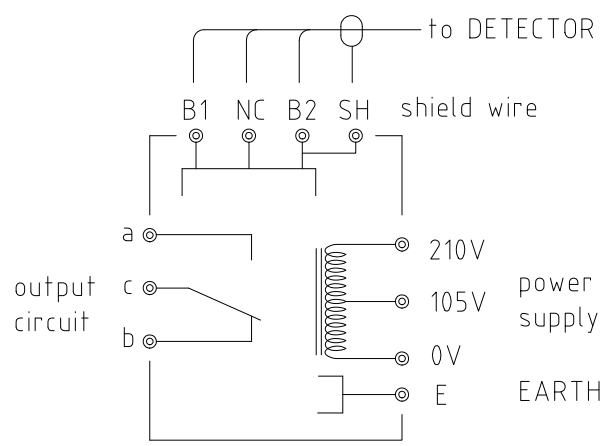 to DETECTOR
B1 NC B2 SH shield wire
a
210V
output circuit
c
105V
power supply
b
0V
E EARTH